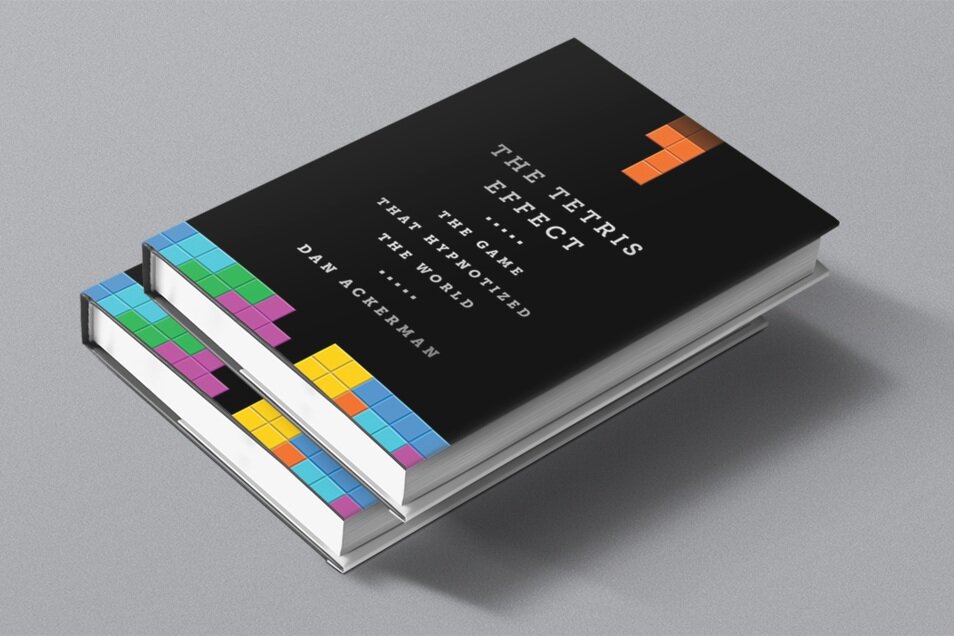 THE TETRIS
EFFECT
THE GAME
THAT HYPNOTIZED
THE WORLD
DAN ACKERMAN